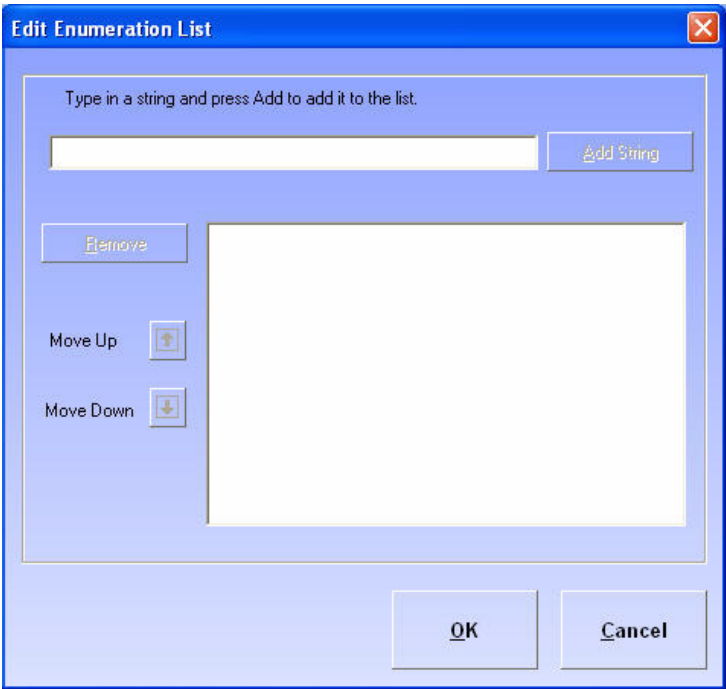 Edit Enumeration List
Type in a string and press Add to add it to the list.
Add String
Remove
Move Up
Move Down
OK
Cancel